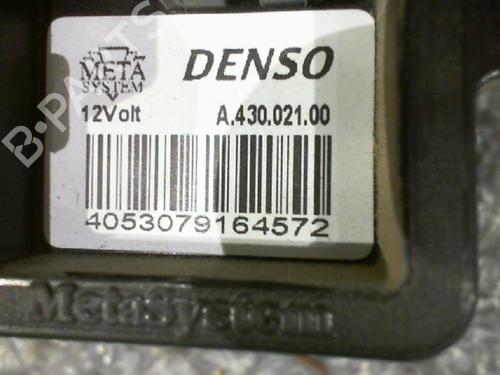 META
SYSTEM
DENSO
12Volt
A.430.021.00
4053079164572
MetaSystem
B-PARTS